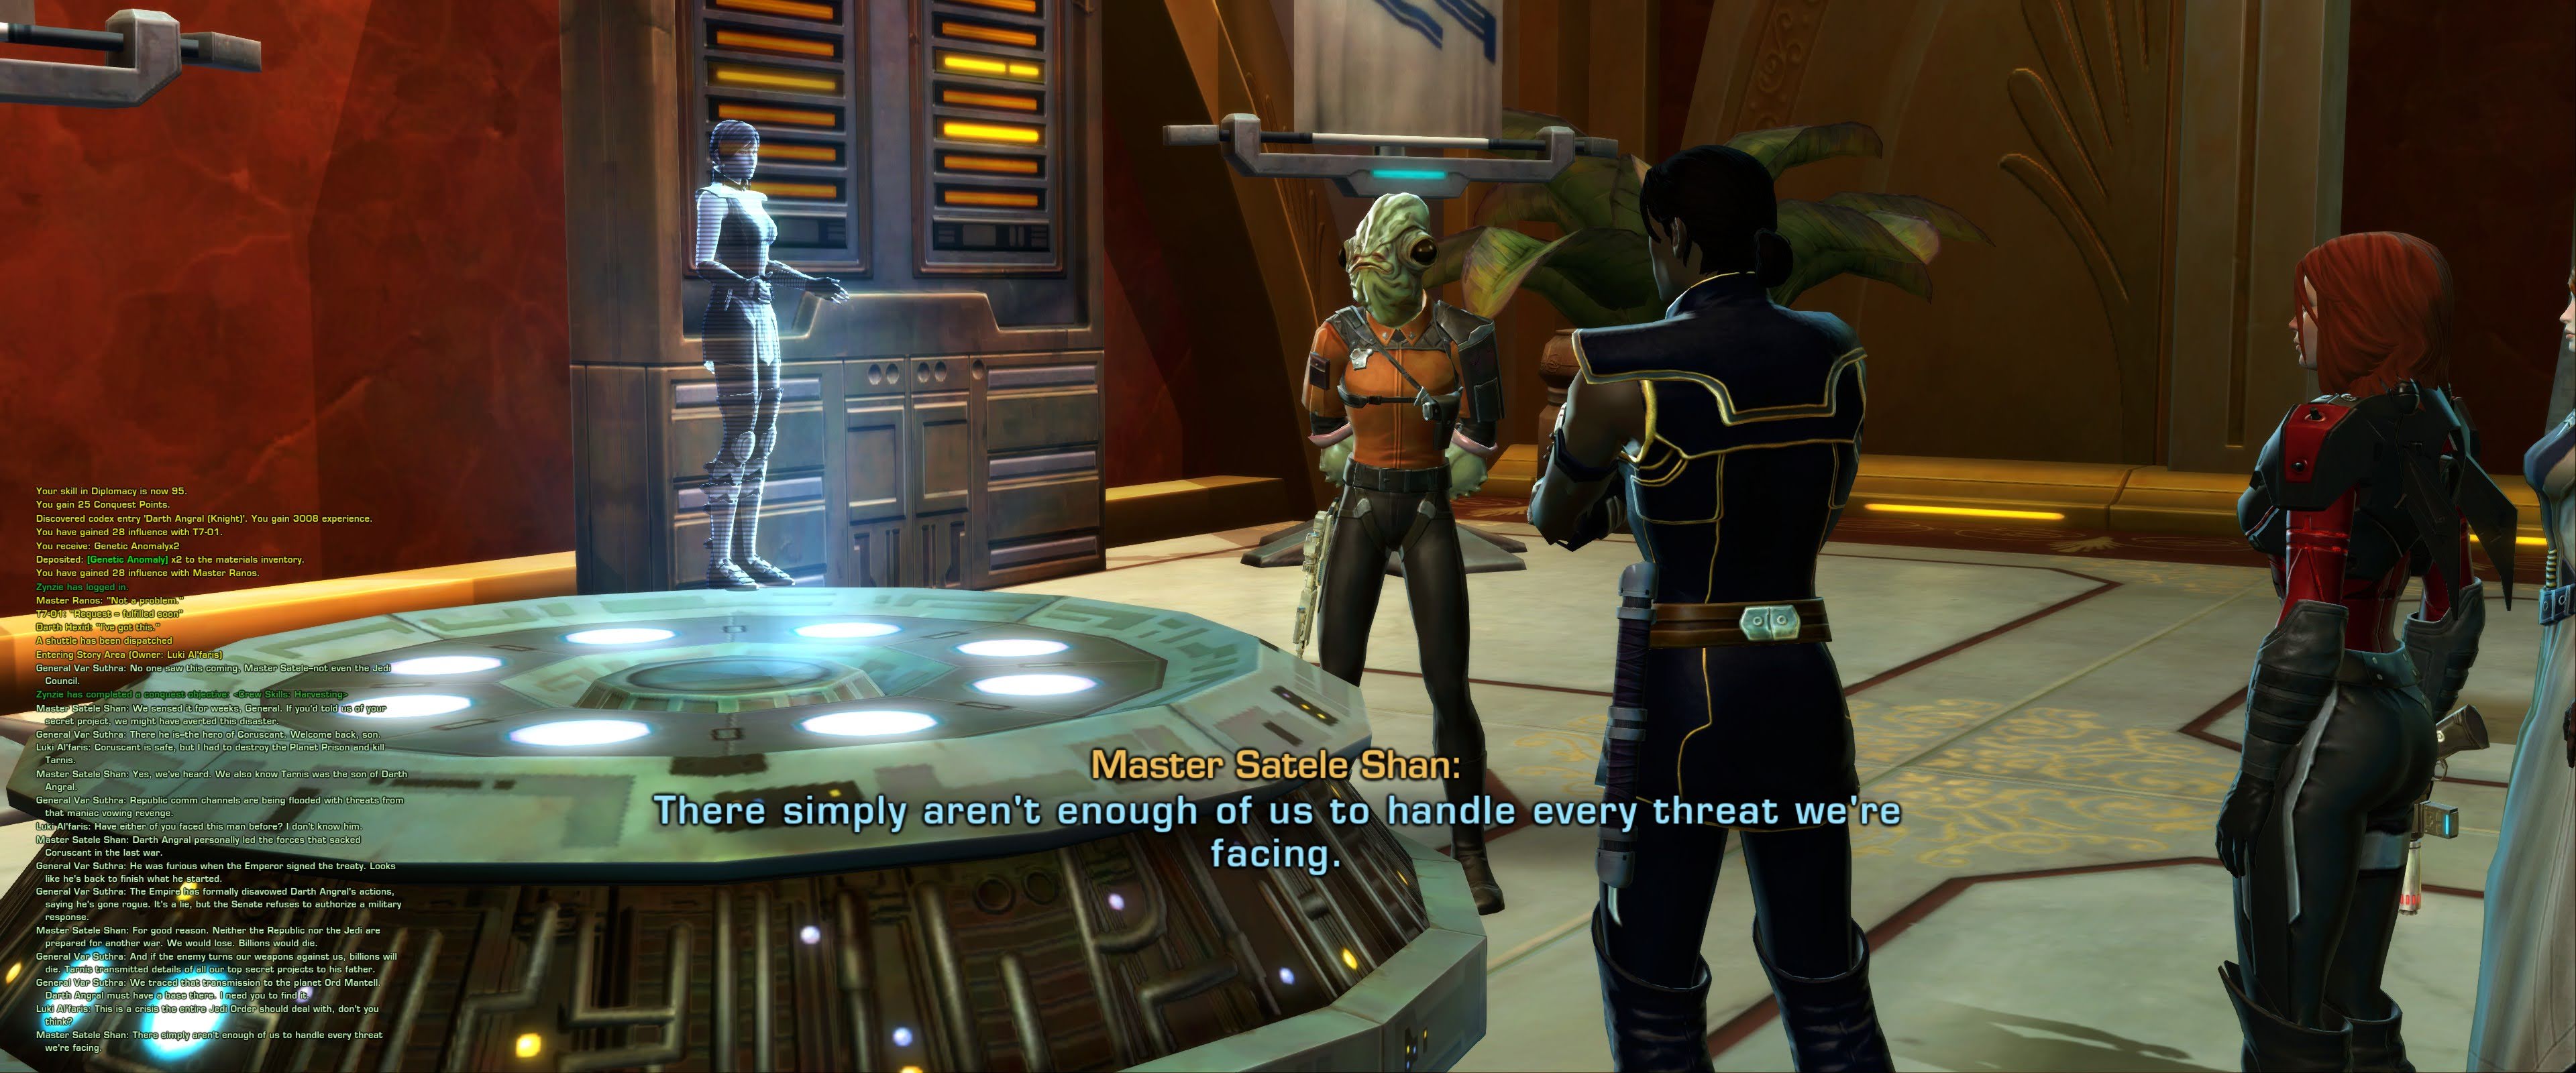 Your skill in Diplomacy is now 95.
You gain 25 Conquest Points.
Discovered codex entry 'Darth Angral (Knight)'. You gain 3008 experience.
You have gained 28 influence with T7-01.
You receive: Genetic Anomalyx2
Deposited: [Genetic Anomaly] x2 to the materials inventory.
You have gained 28 influence with Master Ranos.
Zynzie has logged in.
Master Ranos: "Not a problem."
T7-01: "Request = fulfilled soon"
Darth Hexid: "I've got this."
A shuttle has been dispatched
Entering Story Area (Owner: Luki Al'faris)
General Var Suthra: No one saw this coming, Master Satele–not even the Jedi
Council.
Zynzie has completed a conquest objective: <Crew Skills: Harvesting>
Master Satele Shan: We sensed it for weeks, General. If you'd told us of your
secret project, we might have averted this disaster.
General Var Suthra: There he is–the hero of Coruscant. Welcome back, son.
Luki Al'faris: Coruscant is safe, but I had to destroy the Planet Prison and kill
Tarnis.
Master Satele Shan: Yes, we've heard. We also know Tarnis was the son of Darth
Angral.
General Var Suthra: Republic comm channels are being flooded with threats from
that maniac vowing revenge.
Luki Al'faris: Have either of you faced this man before? I don't know him.
Master Satele Shan: Darth Angral personally led the forces that sacked
Coruscant in the last war.
General Var Suthra: He was furious when the Emperor signed the treaty. Looks
like he's back to finish what he started.
General Var Suthra: The Empire has formally disavowed Darth Angral's actions,
saying he's gone rogue. It's a lie, but the Senate refuses to authorize a military
response.
Master Satele Shan: For good reason. Neither the Republic nor the Jedi are
prepared for another war. We would lose. Billions would die.
General Var Suthra: And if the enemy turns our weapons against us, billions will
die. Tarnis transmitted details of all our top secret projects to his father.
General Var Suthra: We traced that transmission to the planet Ord Mantell.
Darth Angral must have a base there. I need you to find it.
Luki Al'faris: This is a crisis the entire Jedi Order should deal with, don't you
think?
Master Satele Shan: There simply aren't enough of us to handle every threat
we're facing.
Master Satele Shan:
There simply aren't enough of us to handle every threat we're
facing.